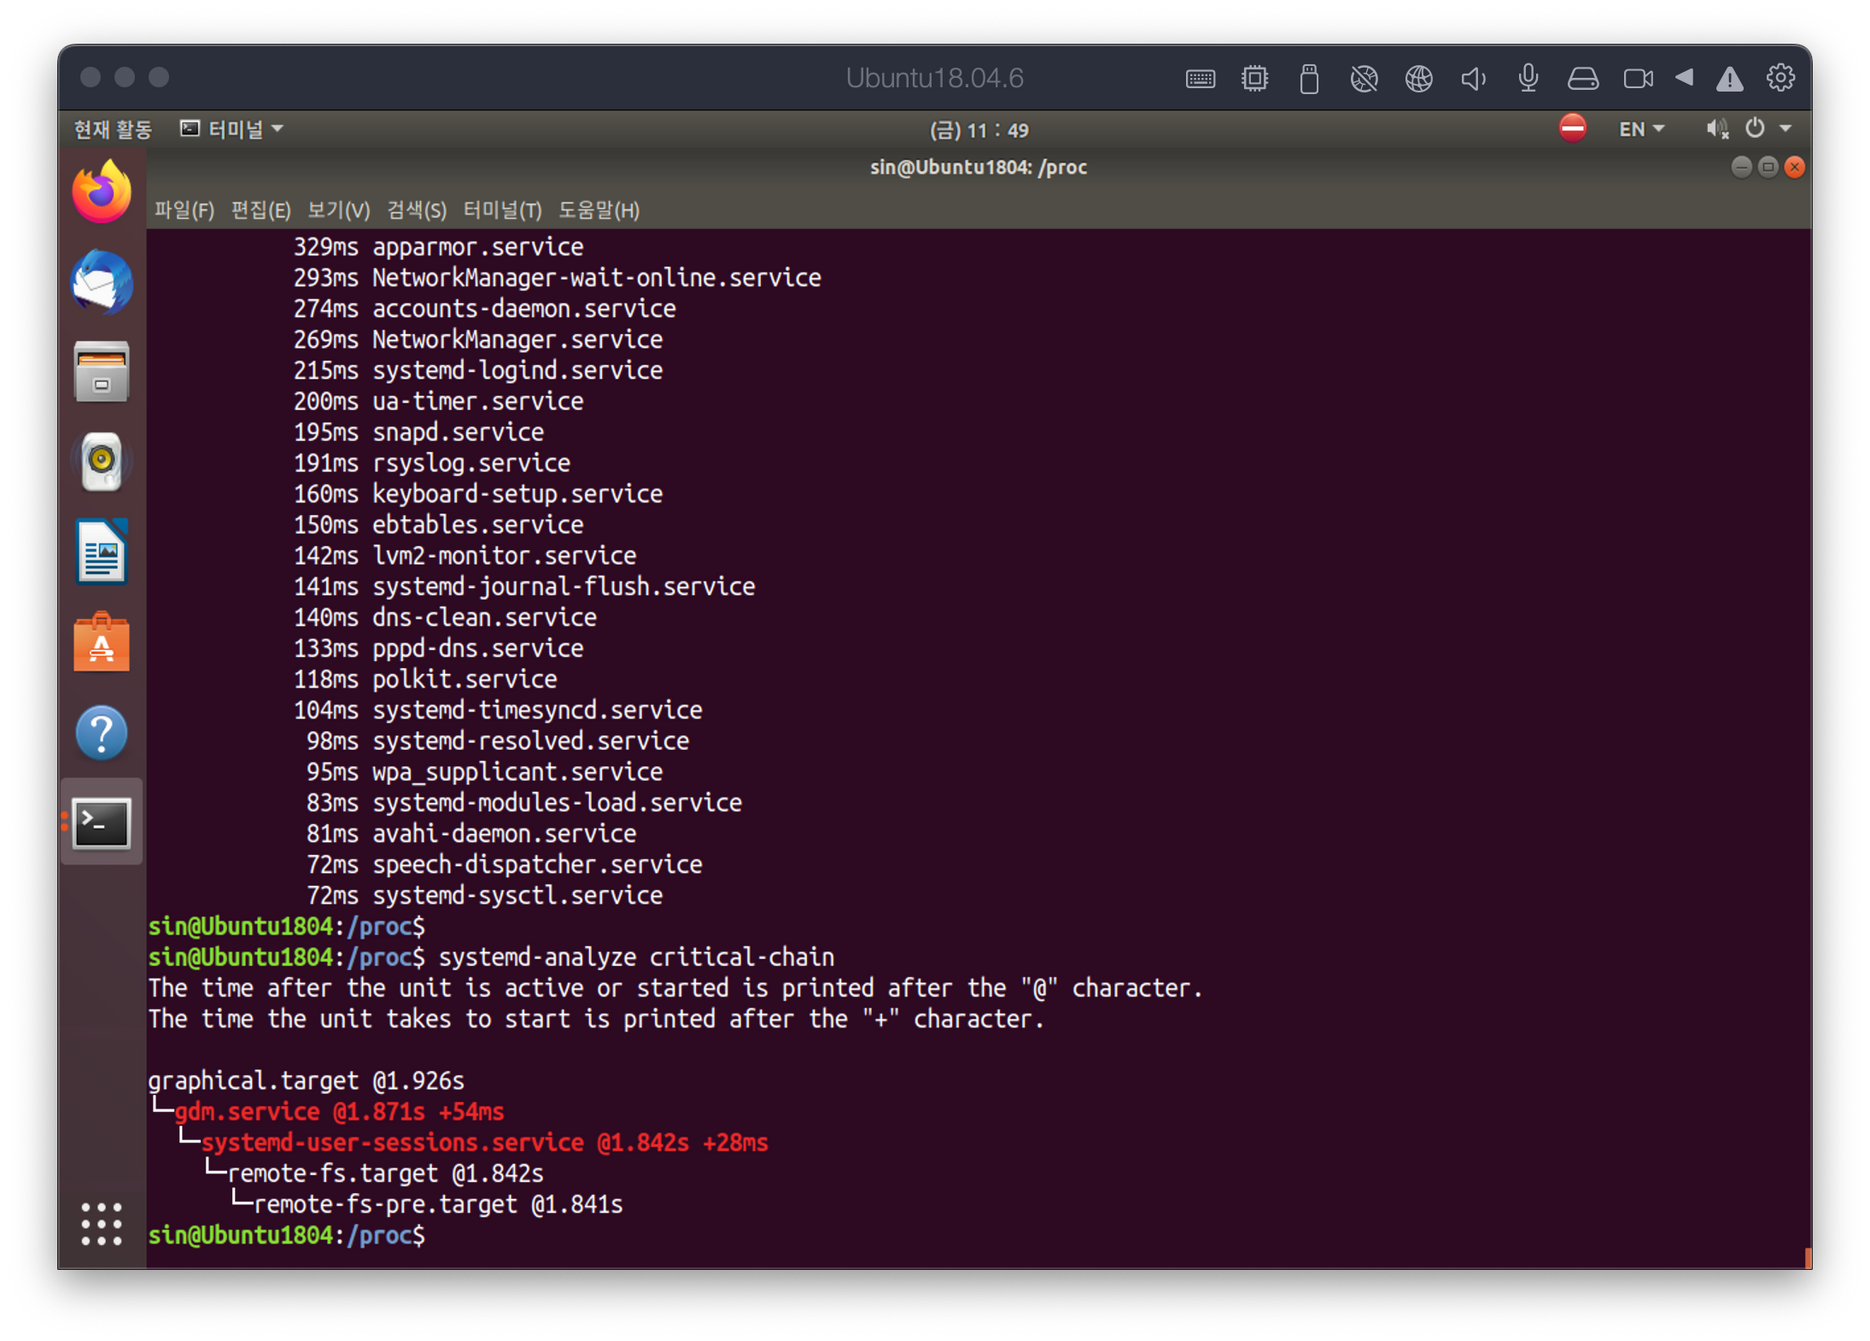 Ubuntu18.04.6
현재 활동 터미널 (금) 11 : 49 EN
sin@Ubuntu1804: /proc
파일(F) 편집(E) 보기(V) 검색(S) 터미널(T) 도움말(H)
329ms apparmor.service
293ms NetworkManager-wait-online.service
274ms accounts-daemon.service
269ms NetworkManager.service
215ms systemd-logind.service
200ms ua-timer.service
195ms snapd.service
191ms rsyslog.service
160ms keyboard-setup.service
150ms ebtables.service
142ms lvm2-monitor.service
141ms systemd-journal-flush.service
140ms dns-clean.service
133ms pppd-dns.service
118ms polkit.service
104ms systemd-timesyncd.service
98ms systemd-resolved.service
95ms wpa_supplicant.service
83ms systemd-modules-load.service
81ms avahi-daemon.service
72ms speech-dispatcher.service
72ms systemd-sysctl.service
sin@Ubuntu1804:/proc$
sin@Ubuntu1804:/proc$ systemd-analyze critical-chain
The time after the unit is active or started is printed after the "@" character.
The time the unit takes to start is printed after the "+" character.
graphical.target @1.926s
└─gdm.service @1.871s +54ms
└─systemd-user-sessions.service @1.842s +28ms
└─remote-fs.target @1.842s
└─remote-fs-pre.target @1.841s
sin@Ubuntu1804:/proc$